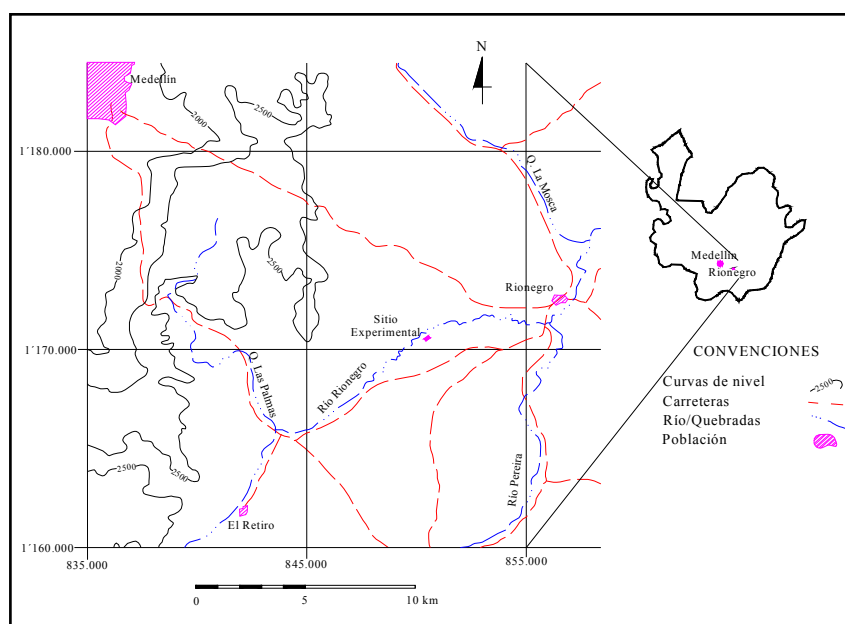 N
Medellín
2000
2500
1´180.000
Q. La Mosca
2000
2500
Medellín
Rionegro
Rionegro
Sitio
Experimental
1´170.000
CONVENCIONES
Q. Las Palmas
Río Rionegro
Curvas de nivel
2500
Carreteras
Río/Quebradas
Población
2500
Río Pereira
El Retiro
1´160.000
835.000
845.000
855.000
0
5
10 km